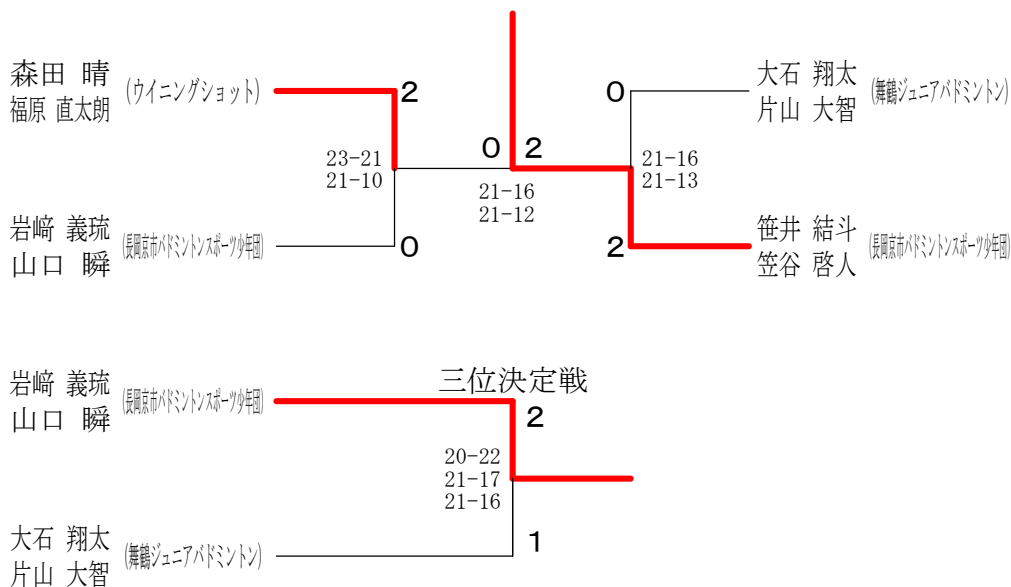 森田 晴
福原 直太朗
(ウイニングショット)
2
23-21
21-10
岩﨑 義琉
山口 瞬
(長岡京市バドミントンスポーツ少年団)
0
0 2
21-16
21-12
0
大石 翔太
片山 大智
(舞鶴ジュニアバドミントン)
21-16
21-13
2
笹井 結斗
笠谷 啓人
(長岡京市バドミントンスポーツ少年団)
三位決定戦
岩﨑 義琉
山口 瞬
(長岡京市バドミントンスポーツ少年団)
2
20-22
21-17
21-16
大石 翔太
片山 大智
(舞鶴ジュニアバドミントン)
1